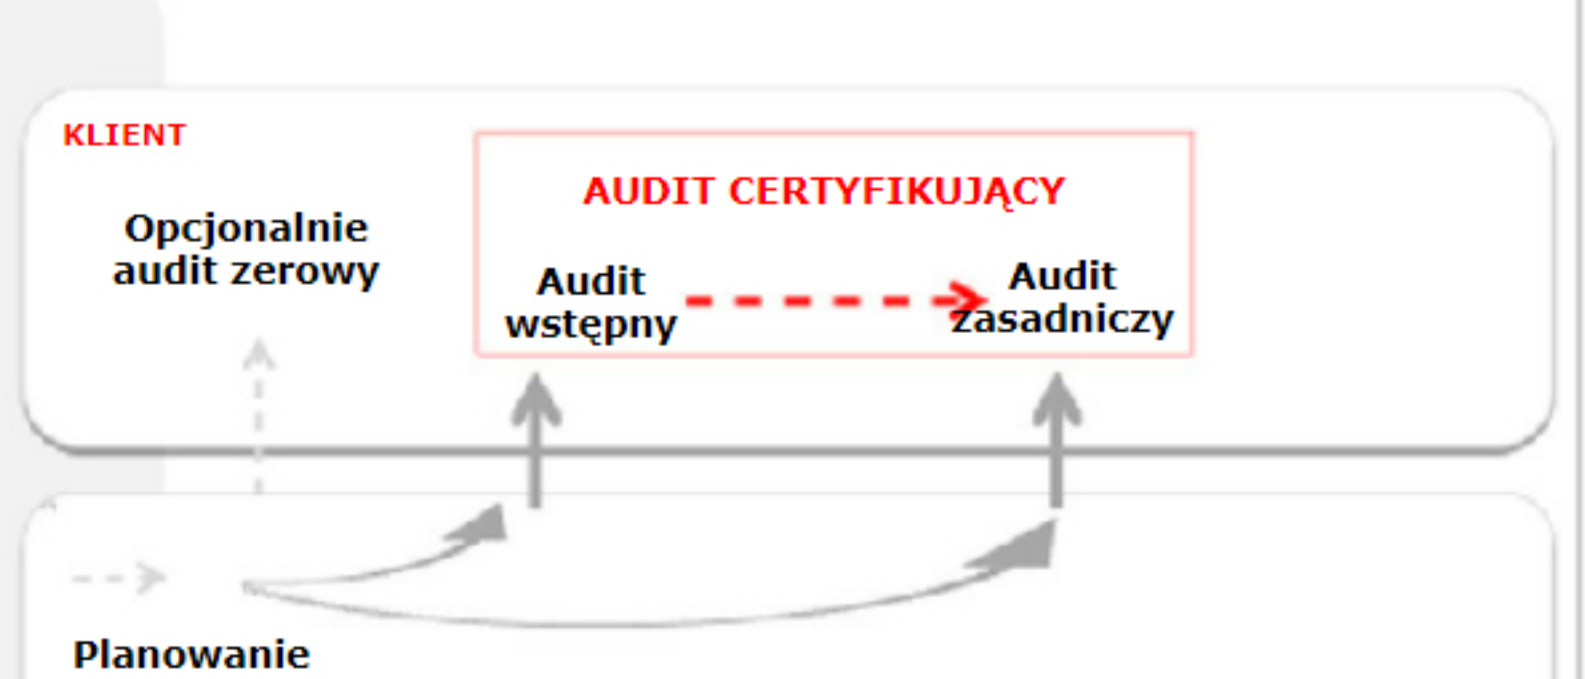 KLIENT
AUDIT CERTYFIKUJĄCY
Opcjonalnie
audit zerowy
Audit
wstępny
Audit
zasadniczy
Planowanie